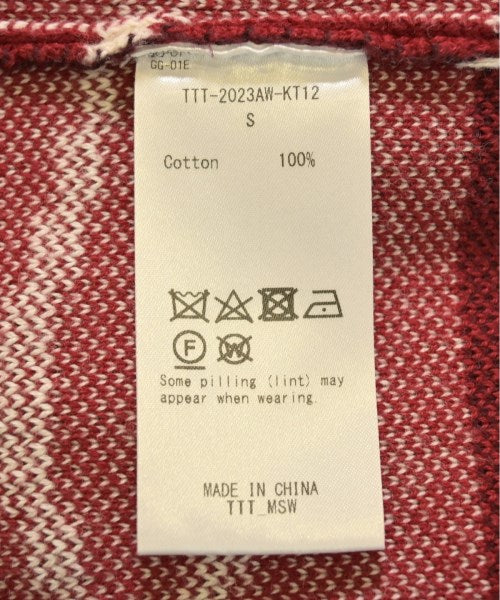 GG-01E
TTT-2023AW-KT12
S
Cotton 100%
F
W
Some pilling (lint) may
appear when wearing.
MADE IN CHINA
TTT_MSW